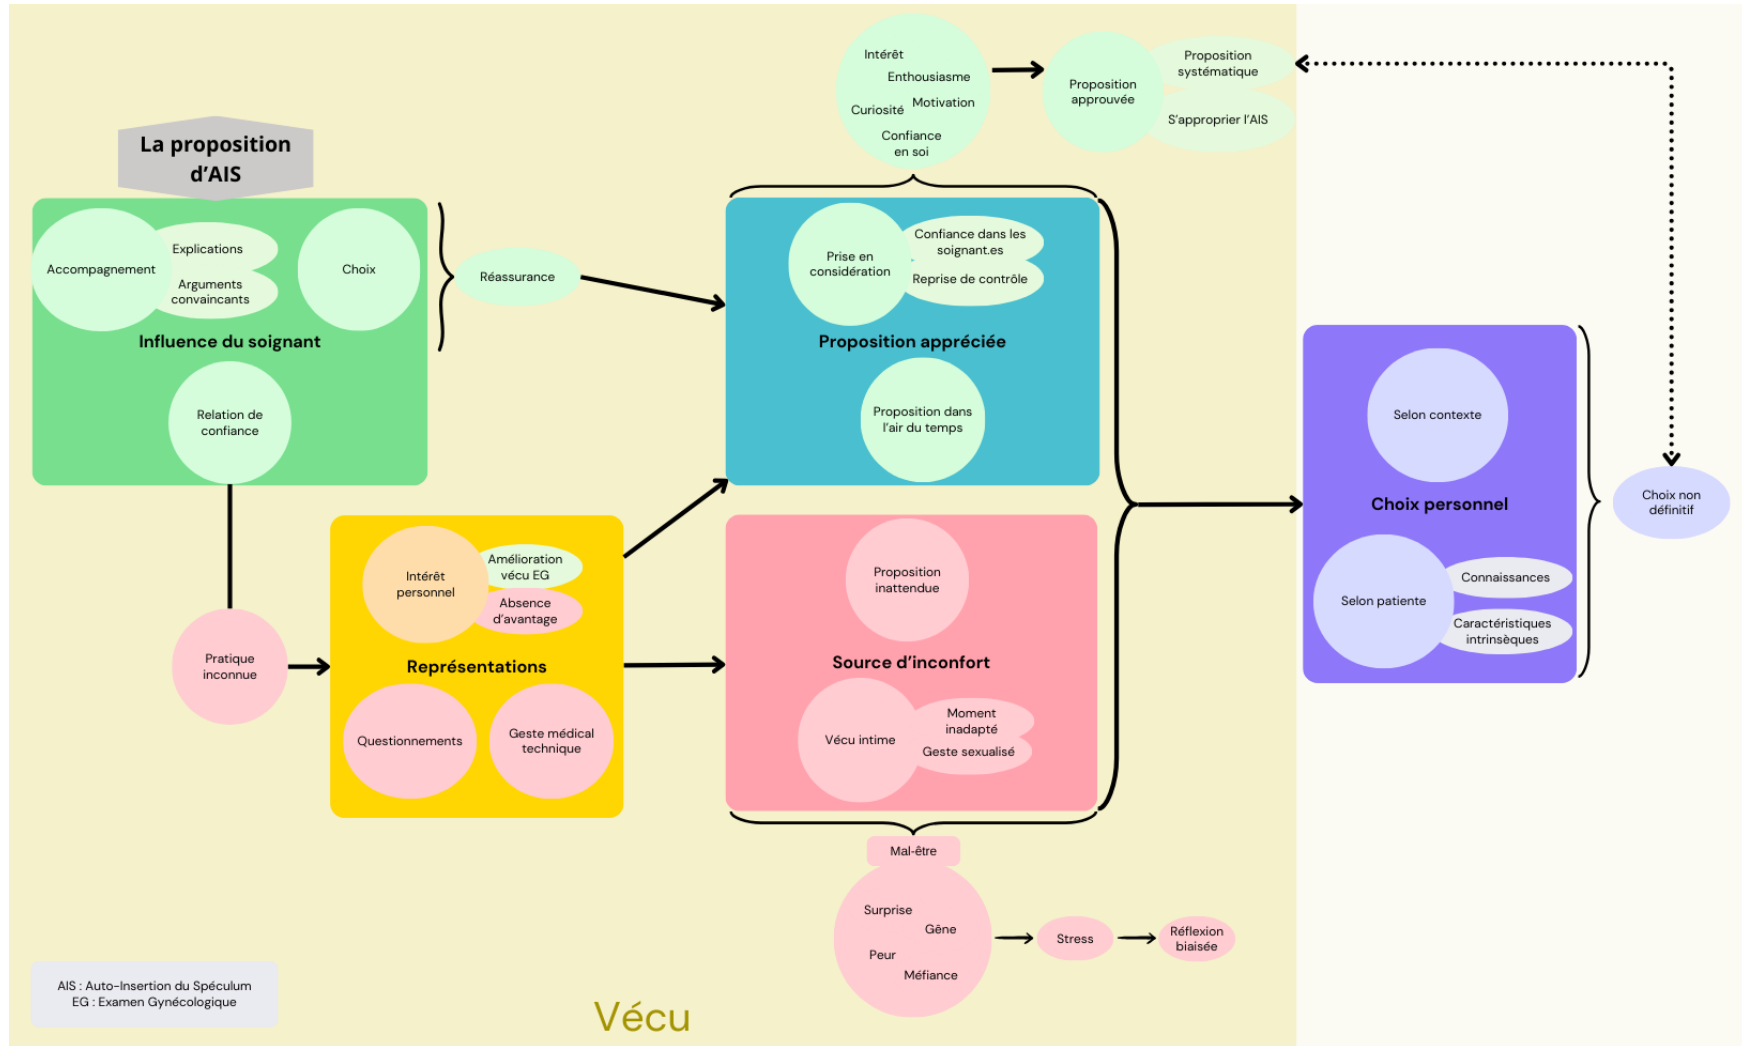 La proposition
d'AIS
Accompagnement
Explications
Arguments
convaincants
Choix
Influence du soignant
Relation de
confiance
Réassurance
Pratique
inconnue
Intérêt
personnel
Amélioration
vécu EG
Absence
d'avantage
Représentations
Questionnements
Geste médical
technique
Intérêt
Enthousiasme
Curiosité
Motivation
Confiance
en soi
Proposition
approuvée
Proposition
systématique
S'approprier l'AIS
Prise en
considération
Confiance dans les
soignant.es
Reprise de contrôle
Proposition appréciée
Proposition dans
l'air du temps
Proposition
inattendue
Source d'inconfort
Vécu intime
Moment
inadapté
Geste sexualisé
Mal-être
Surprise
Gêne
Peur
Méfiance
Stress
Réflexion
biaisée
Selon contexte
Choix personnel
Selon patiente
Connaissances
Caractéristiques
intrinsèques
Choix non
définitif
AIS : Auto-Insertion du Spéculum
EG : Examen Gynécologique
Vécu